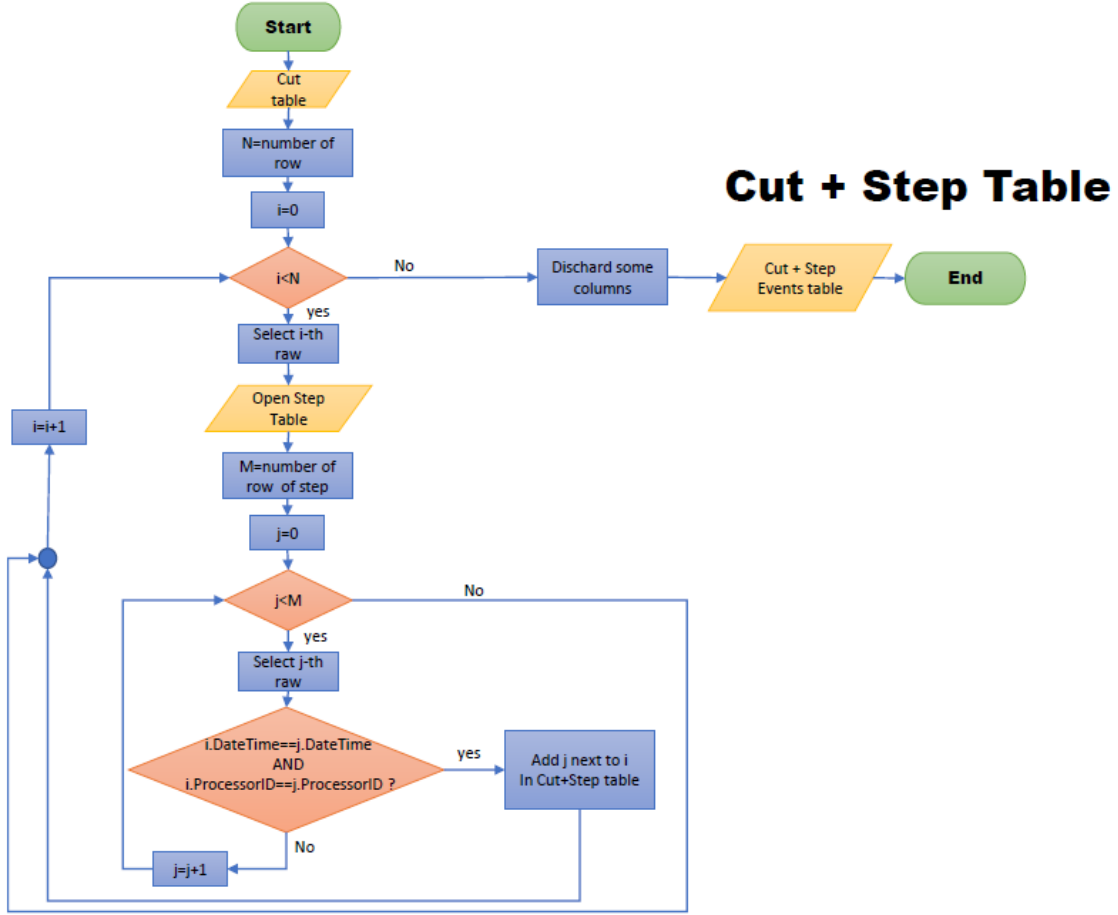 Start
Cut
table
N=number of
row
Cut + Step Table
i=0
i<N
No
Dischard some
columns
Cut + Step
Events table
End
yes
Select i-th
raw
Open Step
Table
i=i+1
M=number of
row of step
j=0
j<M
No
yes
Select j-th
raw
i.DateTime==j.DateTime
AND
i.ProcessorID==j.ProcessorID ?
yes
Add j next to i
In Cut+Step table
No
j=j+1